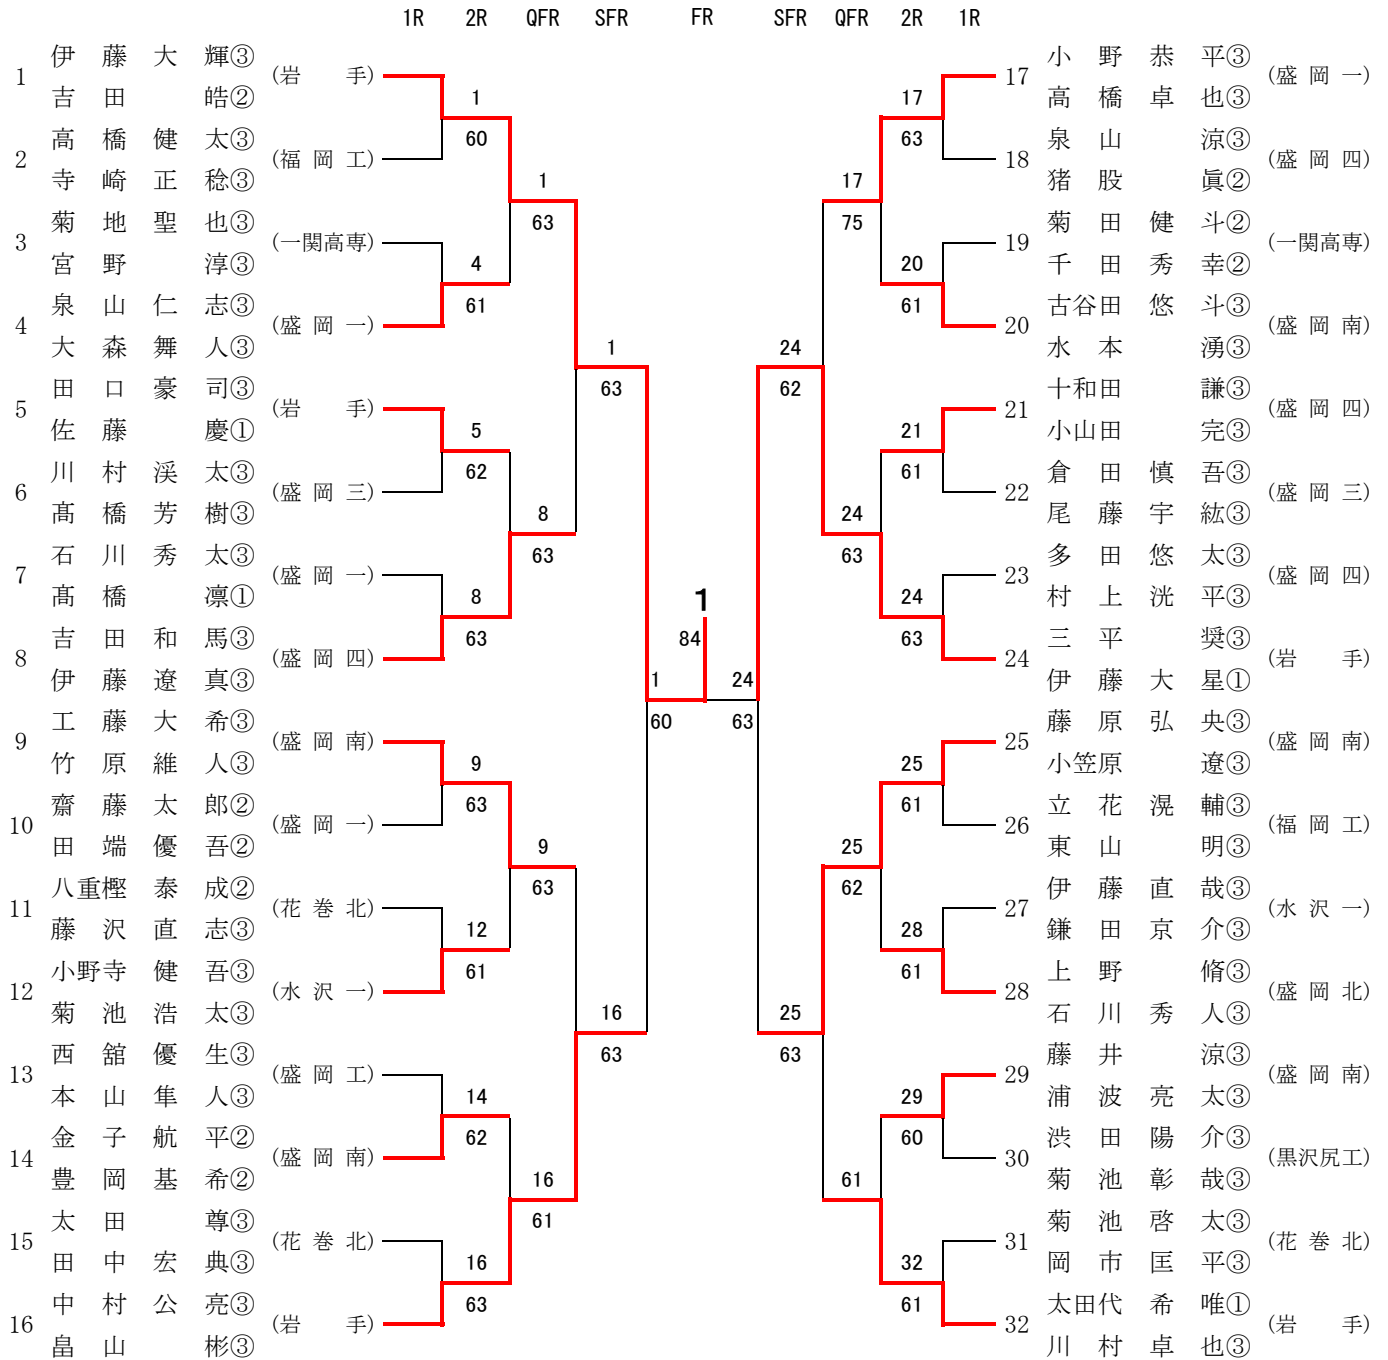 1R 2R QFR SFR FR SFR QFR 2R 1R
1 伊藤大輝③ 吉田皓② (岩手)
2 高橋健太③ 寺崎正稔③ (福岡工)
3 菊地聖也③ 宮野淳③ (一関高専)
4 泉山仁志③ 大森舞人③ (盛岡一)
5 田口豪司③ 佐藤慶① (岩手)
6 川村渓太③ 髙橋芳樹③ (盛岡三)
7 石川秀太③ 髙橋凛① (盛岡一)
8 吉田和馬③ 伊藤遼真③ (盛岡四)
9 工藤大希③ 竹原維人③ (盛岡南)
10 齋藤太郎② 田端優吾② (盛岡一)
11 八重樫泰成② 藤沢直志③ (花巻北)
12 小野寺健吾③ 菊池浩太③ (水沢一)
13 西舘優生③ 本山隼人③ (盛岡工)
14 金子航平② 豊岡基希② (盛岡南)
15 太田尊③ 田中宏典③ (花巻北)
16 中村公亮③ 畠山彬③ (岩手)
1 60
4 61
5 62
8 63
9 63
12 61
14 62
16 63
1 63
8 63
9 63
16 61
1 63
16 63
1 60
1
84
24 63
24 62
25 63
17 75
24 63
25 62
61
17 63
20 61
21 61
24 63
25 61
28 61
29 60
32 61
17 小野恭平③ 高橋卓也③ (盛岡一)
18 泉山涼③ 猪股眞② (盛岡四)
19 菊田健斗② 千田秀幸② (一関高専)
20 古谷田悠斗③ 水本湧③ (盛岡南)
21 十和田謙③ 小山田完③ (盛岡四)
22 倉田慎吾③ 尾藤宇紘③ (盛岡三)
23 多田悠太③ 村上洸平③ (盛岡四)
24 三平奨③ 伊藤大星① (岩手)
25 藤原弘央③ 小笠原遼③ (盛岡南)
26 立花滉輔③ 東山明③ (福岡工)
27 伊藤直哉③ 鎌田京介③ (水沢一)
28 上野脩③ 石川秀人③ (盛岡北)
29 藤井涼③ 浦波亮太③ (盛岡南)
30 渋田陽介③ 菊池彰哉③ (黒沢尻工)
31 菊池啓太③ 岡市匡平③ (花巻北)
32 太田代希唯① 川村卓也③ (岩手)